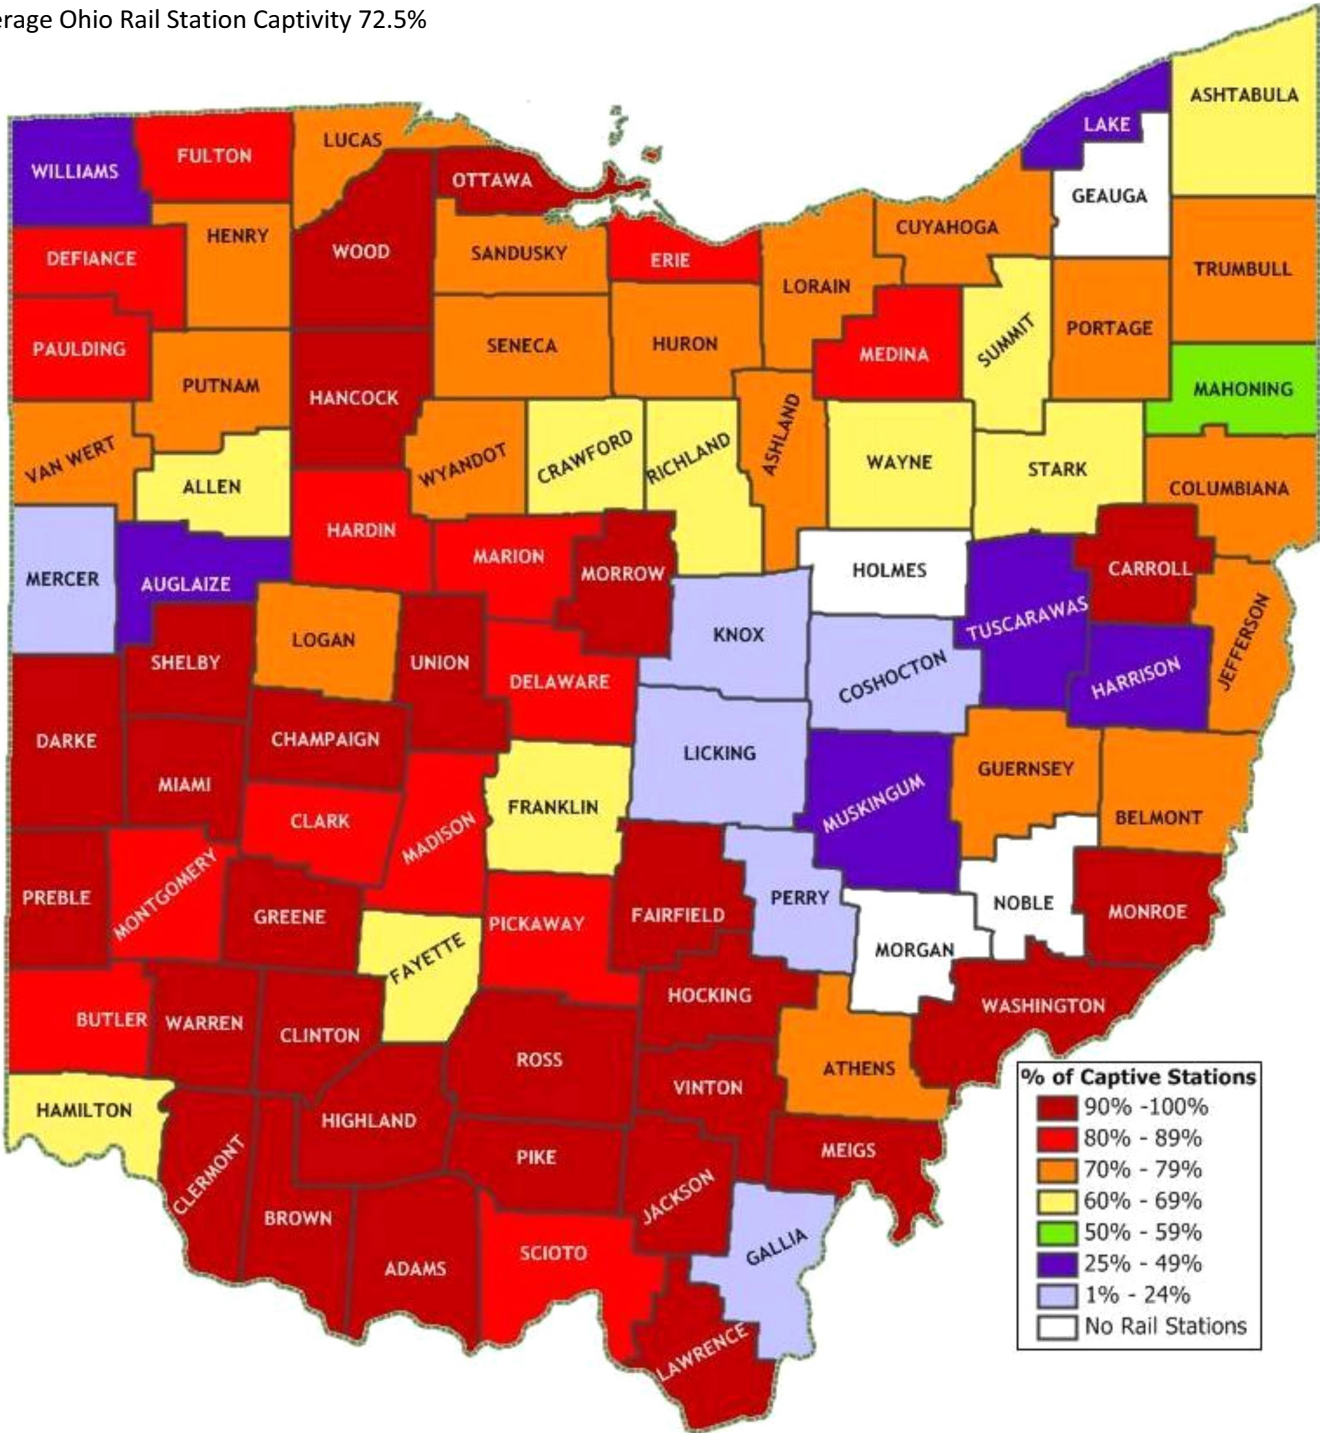 erage Ohio Rail Station Captivity 72.5%
ASHTABULA
LAKE
LUCAS
FULTON
WILLIAMS
OTTAWA
GEAUGA
CUYAHOGA
HENRY
WOOD
SANDUSKY
DEFIANCE
ERIE
TRUMBULL
LORAIN
PORTAGE
SUMMIT
SENECA
HURON
PAULDING
MEDINA
PUTNAM
MAHONING
HANCOCK
ASHLAND
VAN WERT
WYANDOT
CRAWFORD
RICHLAND
WAYNE
STARK
ALLEN
COLUMBIANA
HARDIN
MARION
MORROW
HOLMES
CARROLL
MERCER
AUGLAIZE
TUSCARAWAS
KNOX
LOGAN
JEFFERSON
SHELBY
UNION
COSHOCTON
HARRISON
DELAWARE
DARKE
CHAMPAIGN
LICKING
GUERNSEY
MIAMI
MUSKINGUM
FRANKLIN
CLARK
MADISON
BELMONT
PREBLE
MONTGOMERY
PERRY
NOBLE
MONROE
GREENE
FAIRFIELD
PICKAWAY
FAYETTE
MORGAN
HOCKING
WASHINGTON
BUTLER
WARREN
CLINTON
ROSS
ATHENS
VINTON
HAMILTON
HIGHLAND
MEIGS
PIKE
CLERMONT
JACKSON
BROWN
GALLIA
SCIOTO
ADAMS
LAWRENCE
% of Captive Stations
90% -100%
80% - 89%
70% - 79%
60% - 69%
50% - 59%
25% - 49%
1% - 24%
No Rail Stations